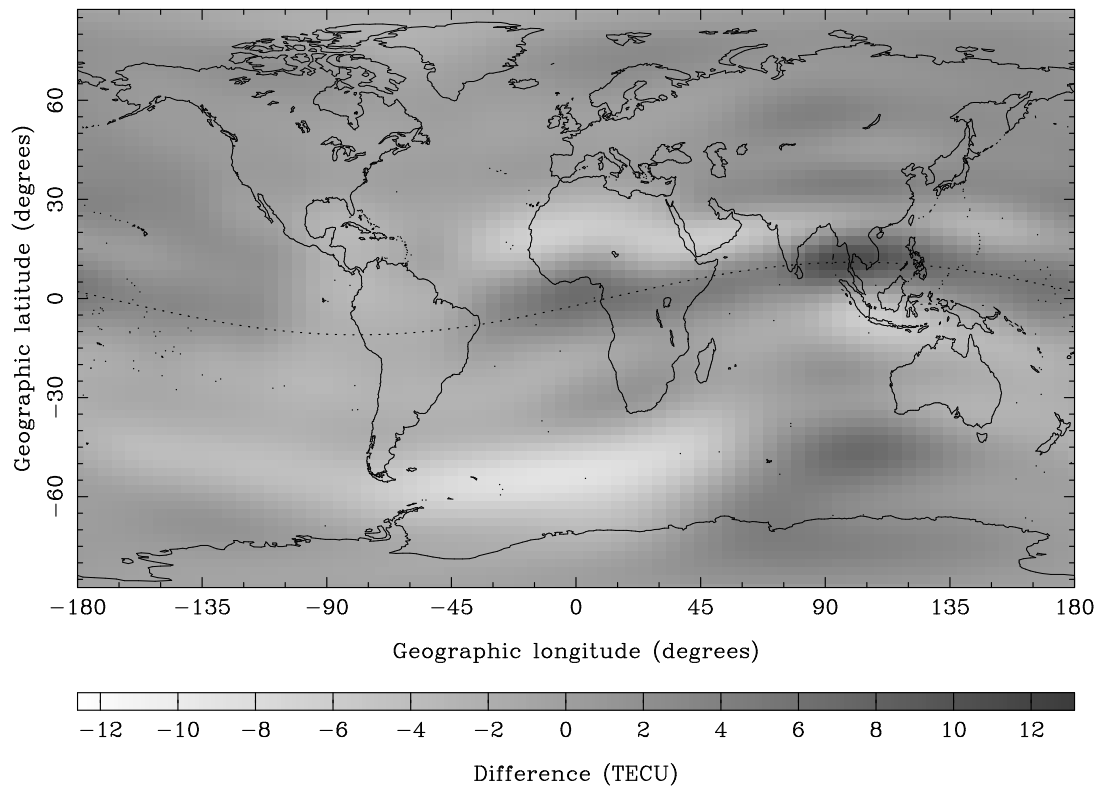 Geographic latitude (degrees)
60
30
0
−30
−60
−180 −135 −90 −45 0 45 90 135 180
Geographic longitude (degrees)
−12 −10 −8 −6 −4 −2 0 2 4 6 8 10 12
Difference (TECU)